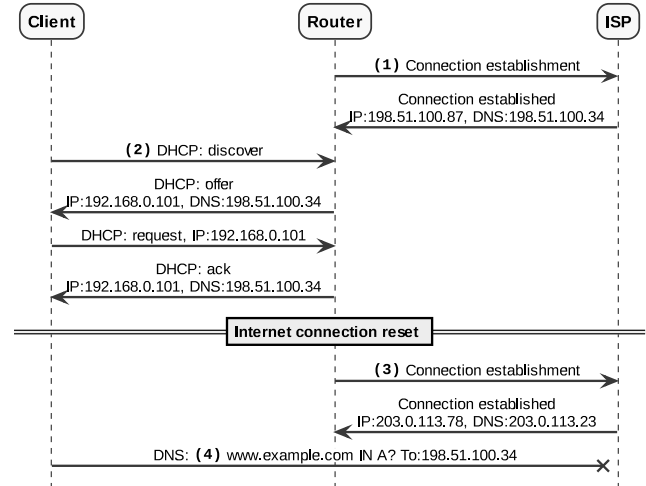 Client Router ISP
(1) Connection establishment
Connection established
IP:198.51.100.87, DNS:198.51.100.34
(2) DHCP: discover
DHCP: offer
IP:192.168.0.101, DNS:198.51.100.34
DHCP: request, IP:192.168.0.101
DHCP: ack
IP:192.168.0.101, DNS:198.51.100.34
Internet connection reset
(3) Connection establishment
Connection established
IP:203.0.113.78, DNS:203.0.113.23
DNS: (4) www.example.com IN A? To:198.51.100.34